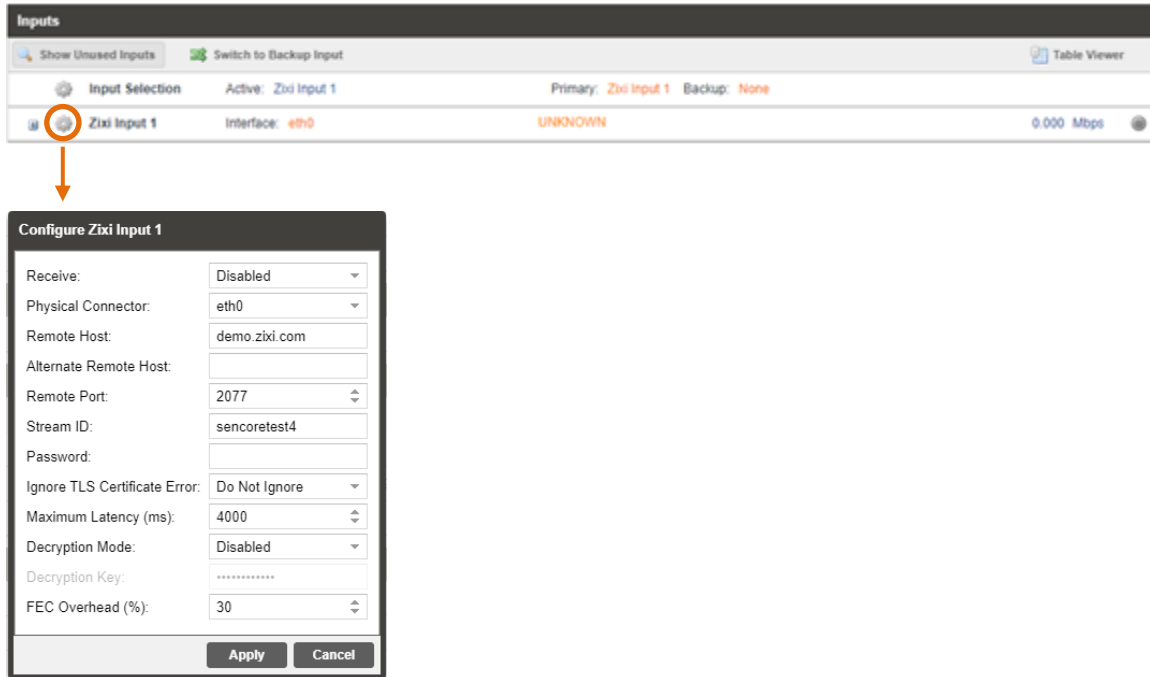 Inputs
Show Unused Inputs Switch to Backup Input Table Viewer
Input Selection Active: Zixi Input 1 Primary: Zixi Input 1 Backup: None
Zixi Input 1 Interface: eth0 UNKNOWN 0.000 Mbps
Configure Zixi Input 1
Receive: Disabled
Physical Connector: eth0
Remote Host: demo.zixi.com
Alternate Remote Host:
Remote Port: 2077
Stream ID: sencoretest4
Password:
Ignore TLS Certificate Error: Do Not Ignore
Maximum Latency (ms): 4000
Decryption Mode: Disabled
Decryption Key: ••••••••••••
FEC Overhead (%): 30
Apply Cancel